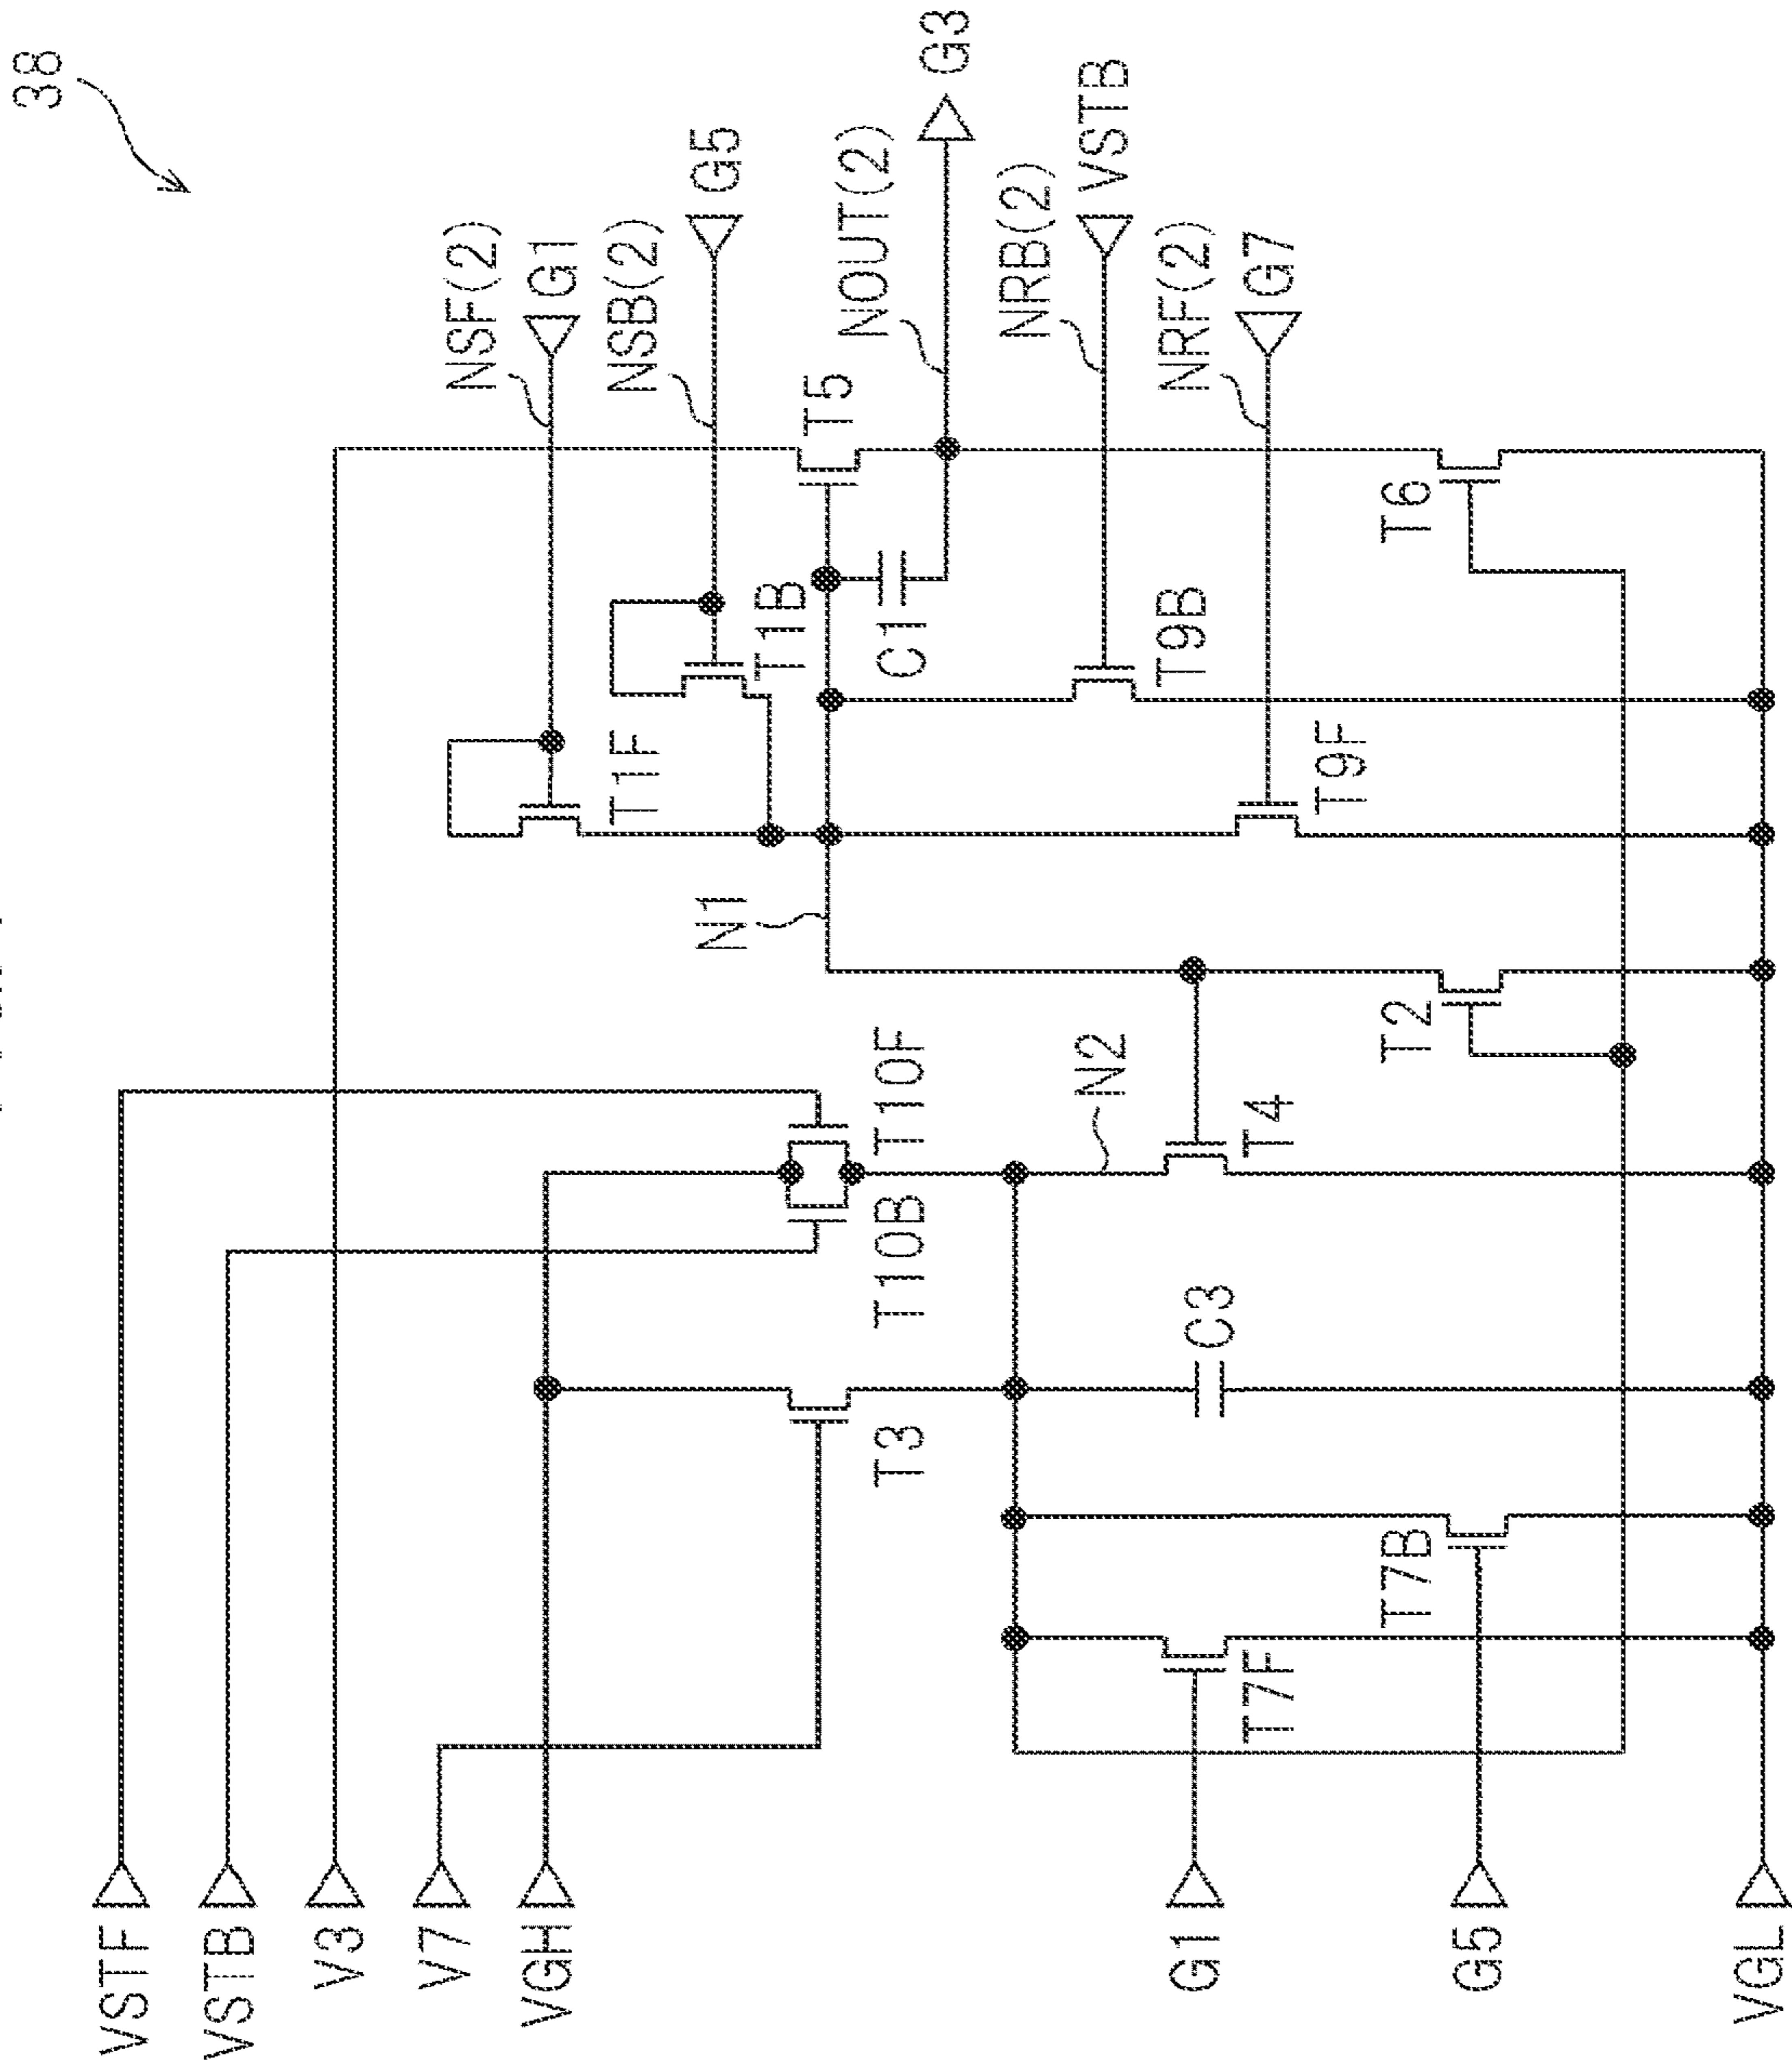 38
VSTF
VSTB
V3
V7
VGH
G1
G5
VGL
NSF(2)
G1
NSB(2)
G5
NOUT(2)
G3
NRB(2)
VSTB
NRF(2)
G7
T1F
T1B
T5
C1
N1
T9B
T9F
T6
T10F
T10B
N2
T2
T4
T3
C3
T7B
T7F